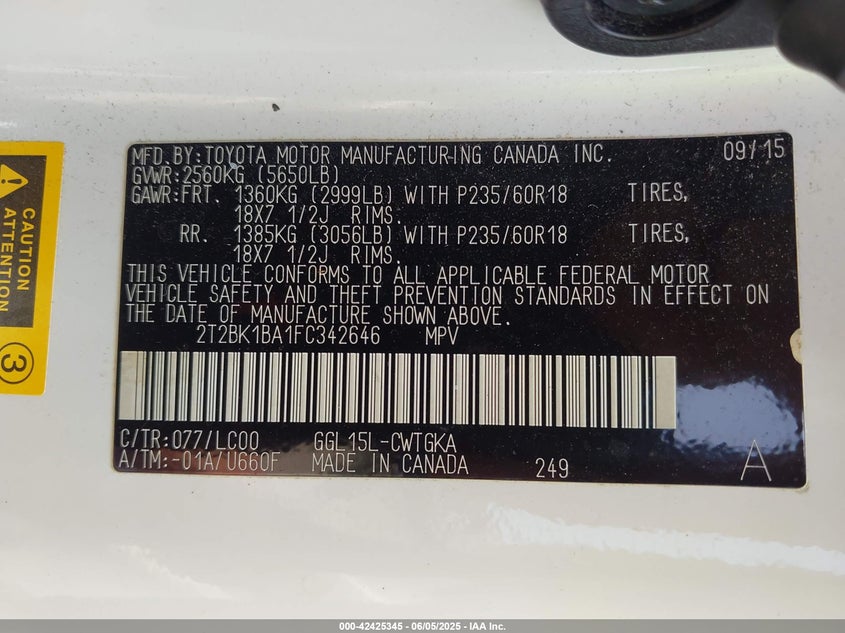 MFD.BY:TOYOTA MOTOR MANUFACTURING CANADA INC. 09/15
GVWR:2560KG (5650LB)
GAWR:FRT. 1360KG (2999LB) WITH P235/60R18 TIRES,
18X7 1/2J RIMS.
RR. 1385KG (3056LB) WITH P235/60R18 TIRES,
18X7 1/2J RIMS.
THIS VEHICLE CONFORMS TO ALL APPLICABLE FEDERAL MOTOR
VEHICLE SAFETY AND THEFT PREVENTION STANDARDS IN EFFECT ON
THE DATE OF MANUFACTURE SHOWN ABOVE.
2T2BK1BA1FC342646 MPV
C/TR:077/LC00 GGL15L-CWTGKA
A/TM:-01A/U660F MADE IN CANADA 249 A
CAUTION
3
000-42425345 - 06/05/2025 - IAA Inc.